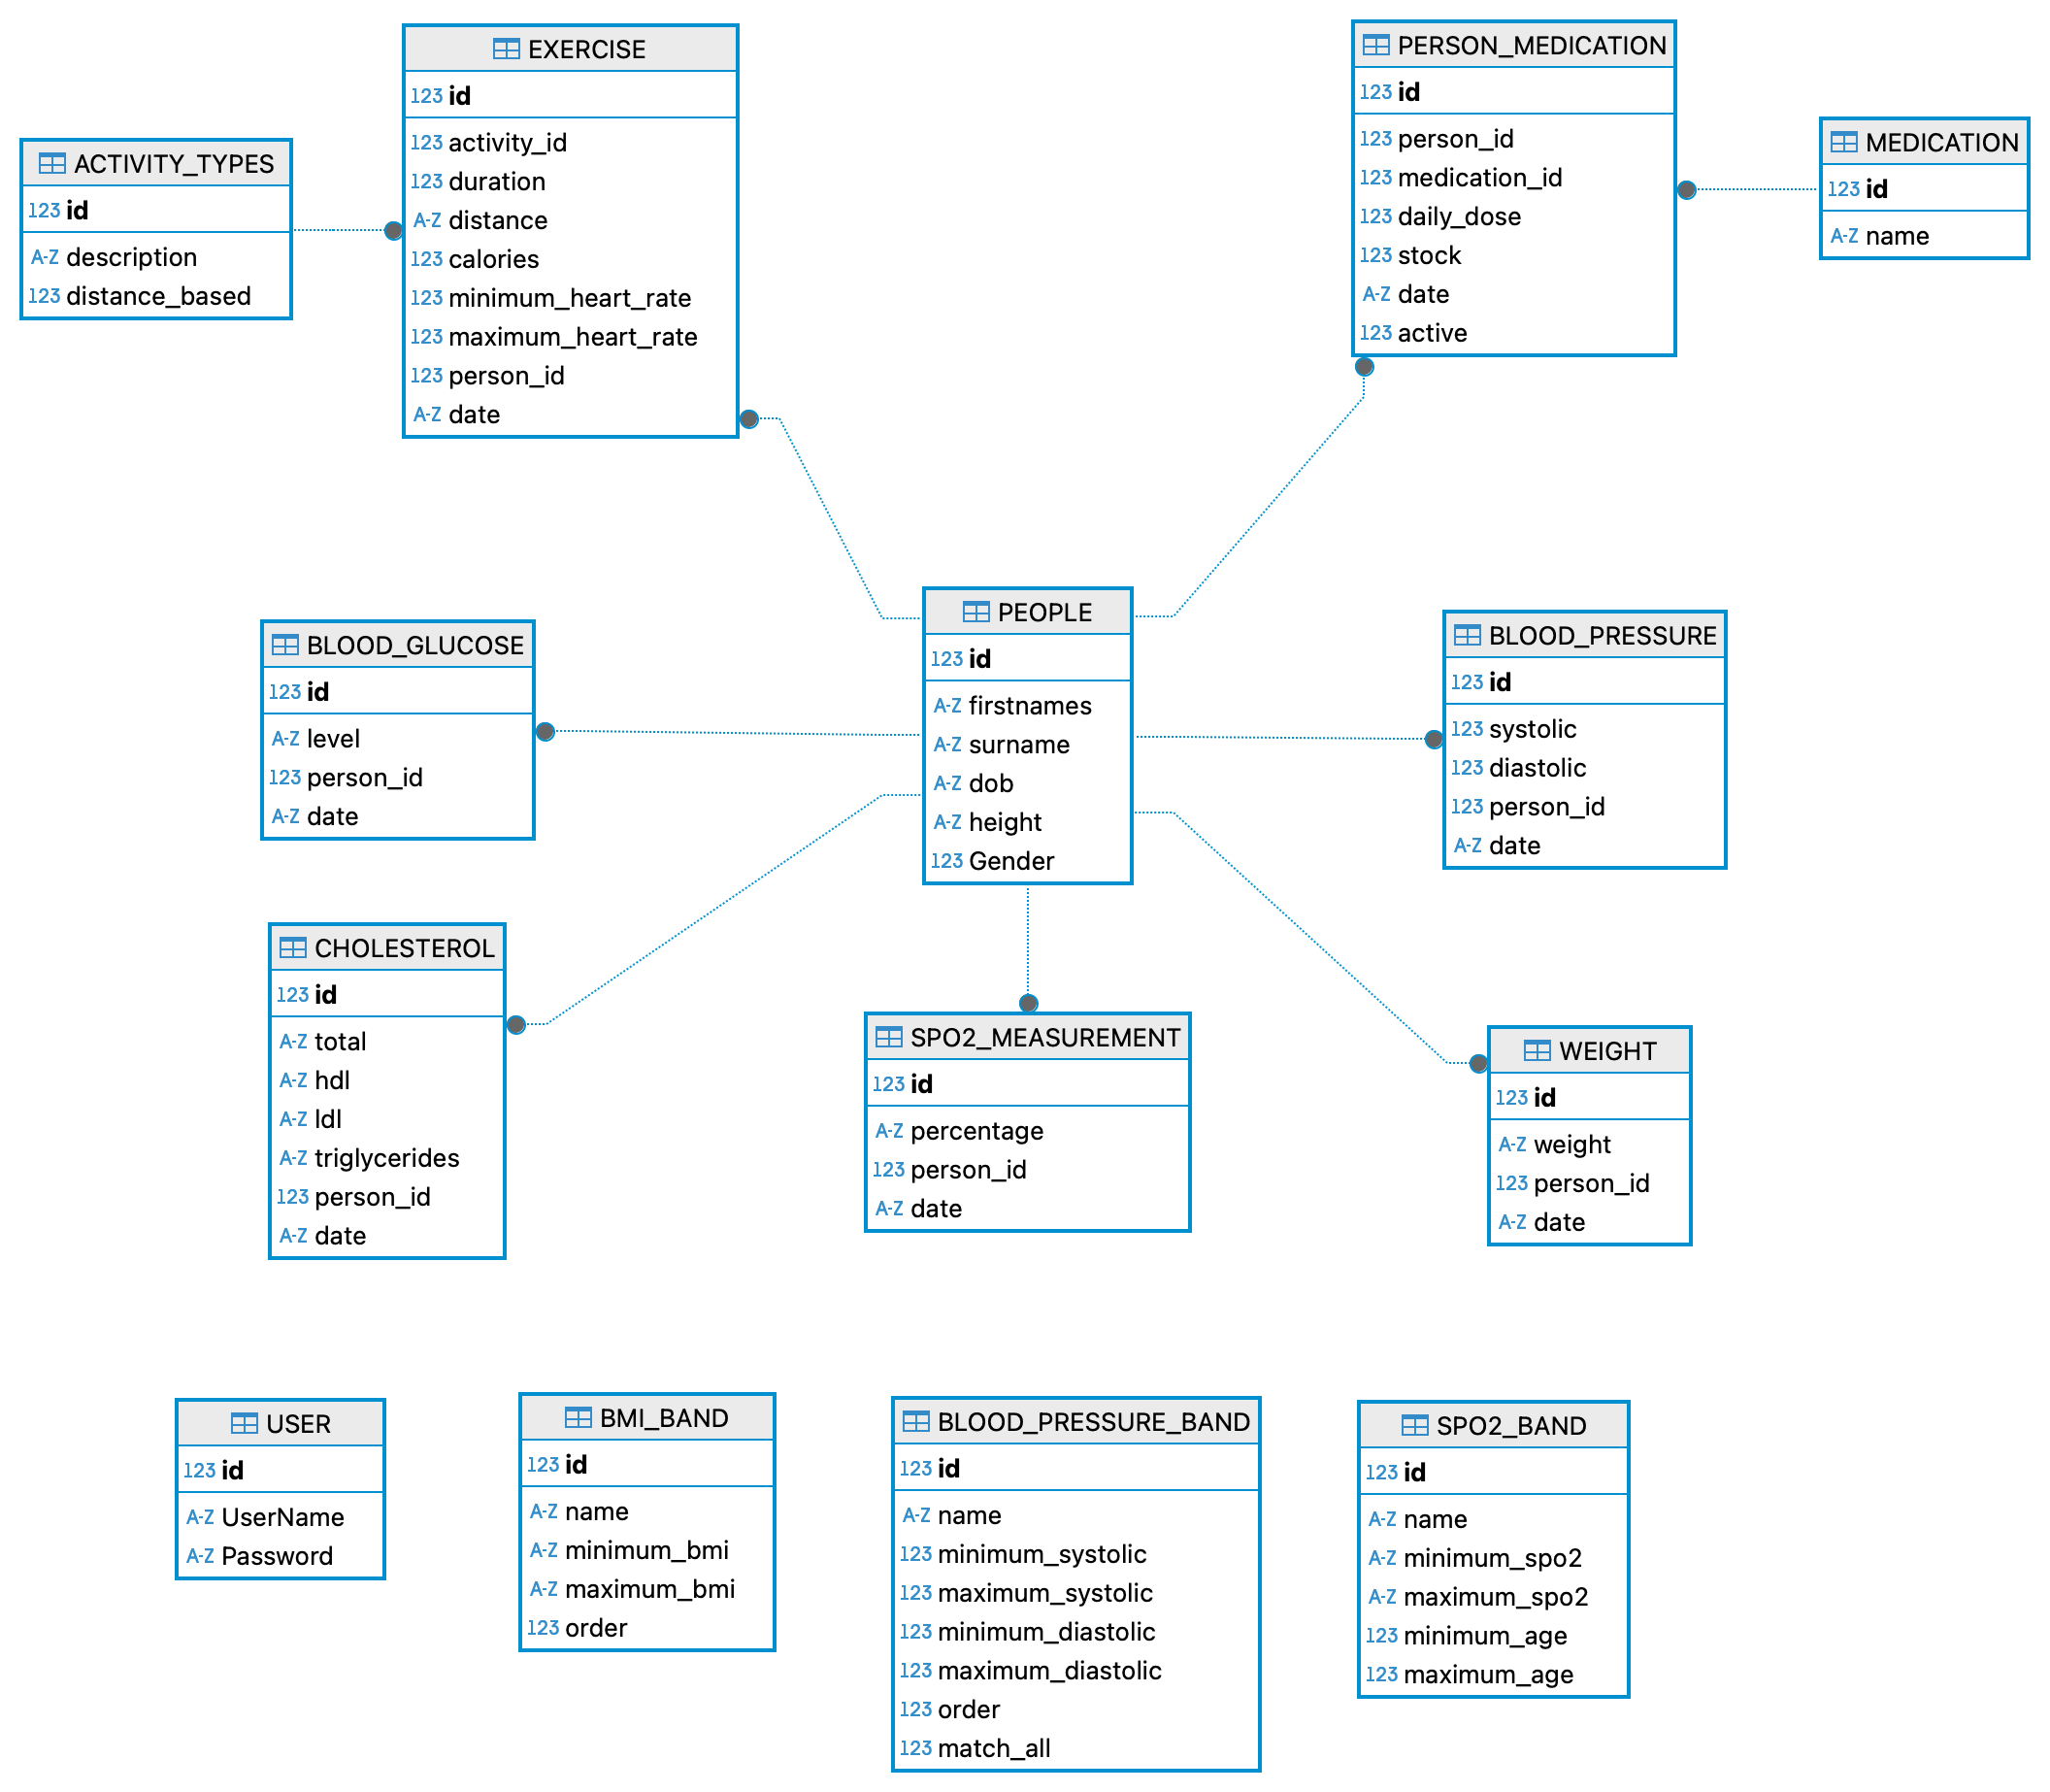 EXERCISE
123 id
123 activity_id
123 duration
A-Z distance
123 calories
123 minimum_heart_rate
123 maximum_heart_rate
123 person_id
A-Z date
PERSON_MEDICATION
123 id
123 person_id
123 medication_id
123 daily_dose
123 stock
A-Z date
123 active
ACTIVITY_TYPES
123 id
A-Z description
123 distance_based
MEDICATION
123 id
A-Z name
PEOPLE
123 id
A-Z firstnames
A-Z surname
A-Z dob
A-Z height
123 Gender
BLOOD_GLUCOSE
123 id
A-Z level
123 person_id
A-Z date
BLOOD_PRESSURE
123 id
123 systolic
123 diastolic
123 person_id
A-Z date
CHOLESTEROL
123 id
A-Z total
A-Z hdl
A-Z ldl
A-Z triglycerides
123 person_id
A-Z date
SPO2_MEASUREMENT
123 id
A-Z percentage
123 person_id
A-Z date
WEIGHT
123 id
A-Z weight
123 person_id
A-Z date
USER
123 id
A-Z UserName
A-Z Password
BMI_BAND
123 id
A-Z name
A-Z minimum_bmi
A-Z maximum_bmi
123 order
BLOOD_PRESSURE_BAND
123 id
A-Z name
123 minimum_systolic
123 maximum_systolic
123 minimum_diastolic
123 maximum_diastolic
123 order
123 match_all
SPO2_BAND
123 id
A-Z name
A-Z minimum_spo2
A-Z maximum_spo2
123 minimum_age
123 maximum_age